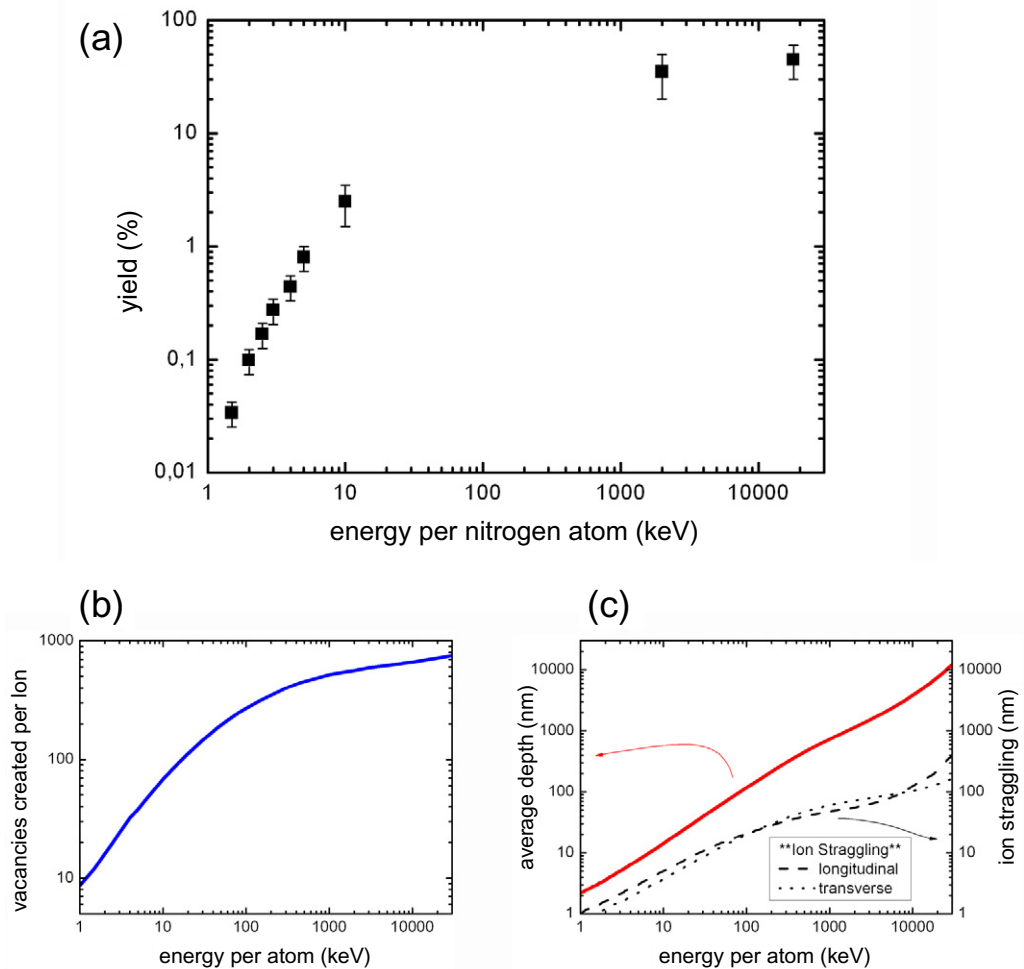 (a)
100
10
1
0,1
0,01
yield (%)
1 10 100 1000 10000
energy per nitrogen atom (keV)
(b)
1000
100
10
vacancies created per Ion
1 10 100 1000 10000
energy per atom (keV)
(c)
10000
1000
100
10
1
average depth (nm)
10000
1000
100
10
1
ion straggling (nm)
**Ion Straggling**
longitudinal
transverse
1 10 100 1000 10000
energy per atom (keV)